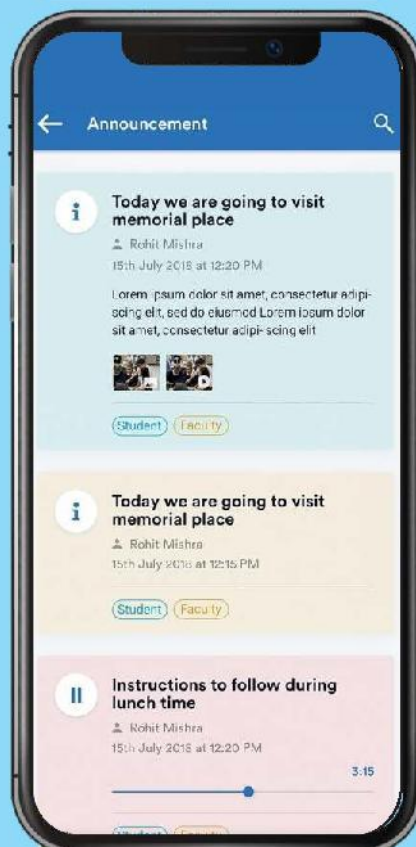 Announcement
Today we are going to visit
memorial place
Rohit Mishra
15th July 2018 at 12:20 PM
Lorem ipsum dolor sit amet, consectetur adipi-
scing elit, sed do eiusmod Lorem ipsum dolor
sit amet, consectetur adipi- scing elit
Student Faculty
Today we are going to visit
memorial place
Rohit Mishra
15th July 2018 at 12:15 PM
Student Faculty
Instructions to follow during
lunch time
Rohit Mishra
15th July 2018 at 12:20 PM
3:15
Student Faculty